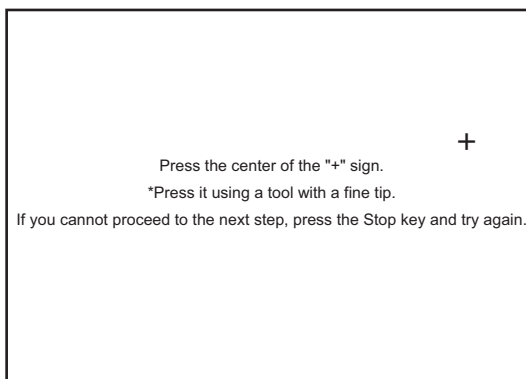 +
Press the center of the "+" sign.
*Press it using a tool with a fine tip.
If you cannot proceed to the next step, press the Stop key and try again.